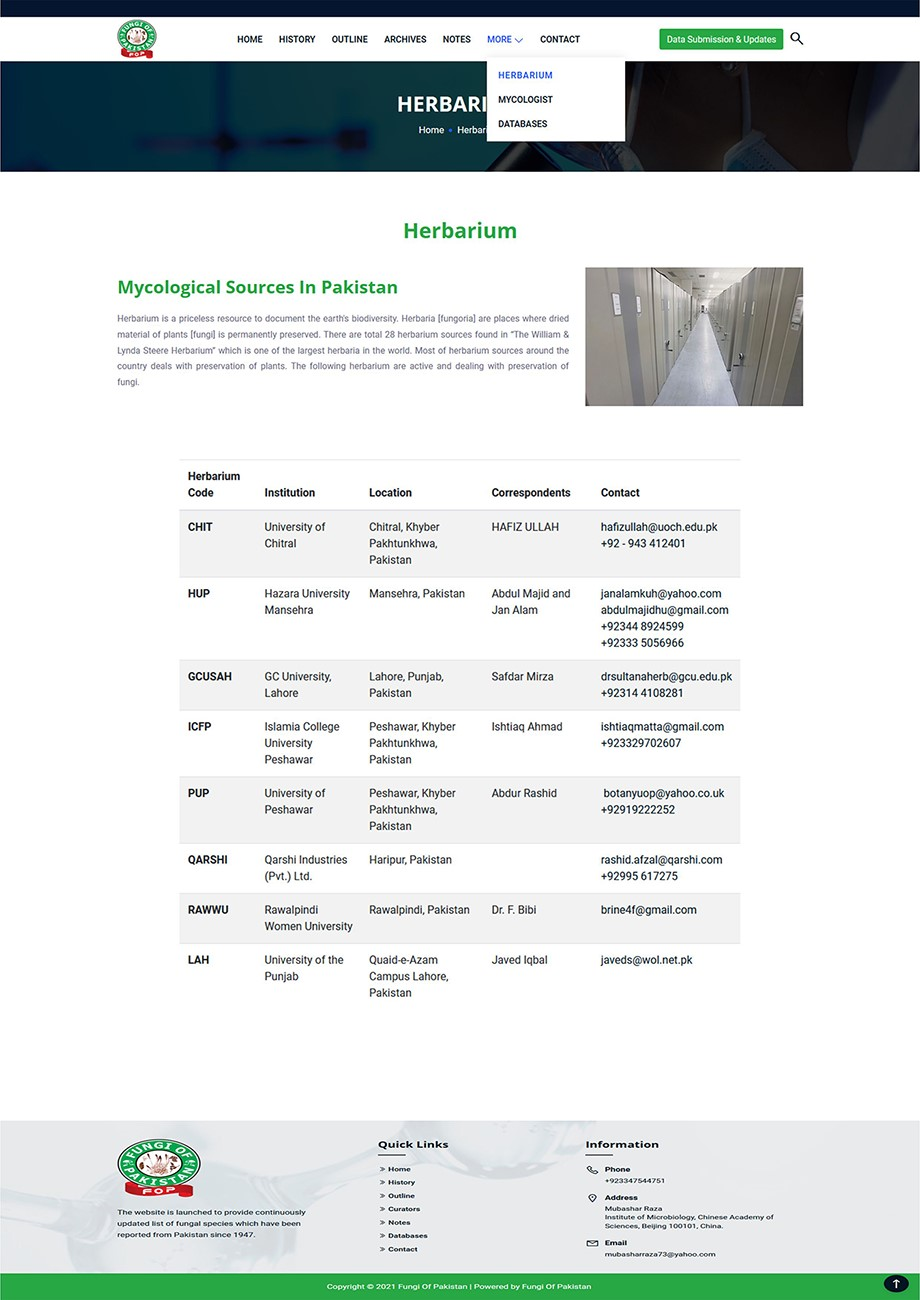 FUNGI OF PAKISTAN
FOP
HOME HISTORY OUTLINE ARCHIVES NOTES MORE CONTACT
Data Submission & Updates
HERBARIUM
MYCOLOGIST
DATABASES
HERBARI
Home • Herbar
Herbarium
Mycological Sources In Pakistan
Herbarium is a priceless resource to document the earth's biodiversity. Herbaria [fungoria] are places where dried
material of plants [fungi] is permanently preserved. There are total 28 herbarium sources found in "The William &
Lynda Steere Herbarium" which is one of the largest herbaria in the world. Most of herbarium sources around the
country deals with preservation of plants. The following herbarium are active and dealing with preservation of
fungi.
Herbarium
Code Institution Location Correspondents Contact
CHIT University of Chitral, Khyber HAFIZ ULLAH hafizullah@uoch.edu.pk
Chitral Pakhtunkhwa, +92 - 943 412401
Pakistan
HUP Hazara University Mansehra, Pakistan Abdul Majid and janalamkuh@yahoo.com
Mansehra Jan Alam abdulmajidhu@gmail.com
+92344 8924599
+92333 5056966
GCUSAH GC University, Lahore, Punjab, Safdar Mirza drsultanaherb@gcu.edu.pk
Lahore Pakistan +92314 4108281
ICFP Islamia College Peshawar, Khyber Ishtiaq Ahmad ishtiaqmatta@gmail.com
University Pakhtunkhwa, +923329702607
Peshawar Pakistan
PUP University of Peshawar, Khyber Abdur Rashid botanyuop@yahoo.co.uk
Peshawar Pakhtunkhwa, +92919222252
Pakistan
QARSHI Qarshi Industries Haripur, Pakistan rashid.afzal@qarshi.com
(Pvt.) Ltd. +92995 617275
RAWWU Rawalpindi Rawalpindi, Pakistan Dr. F. Bibi brine4f@gmail.com
Women University
LAH University of the Quaid-e-Azam Javed Iqbal javeds@wol.net.pk
Punjab Campus Lahore,
Pakistan
FUNGI OF PAKISTAN
FOP
The website is launched to provide continuously
updated list of fungal species which have been
reported from Pakistan since 1947.
Quick Links
Home
History
Outline
Curators
Notes
Databases
Contact
Information
Phone
+923347544751
Address
Mubashar Raza
Institute of Microbiology, Chinese Academy of
Sciences, Beijing 100101, China.
Email
mubasharraza73@yahoo.com
Copyright © 2021 Fungi Of Pakistan | Powered by Fungi Of Pakistan